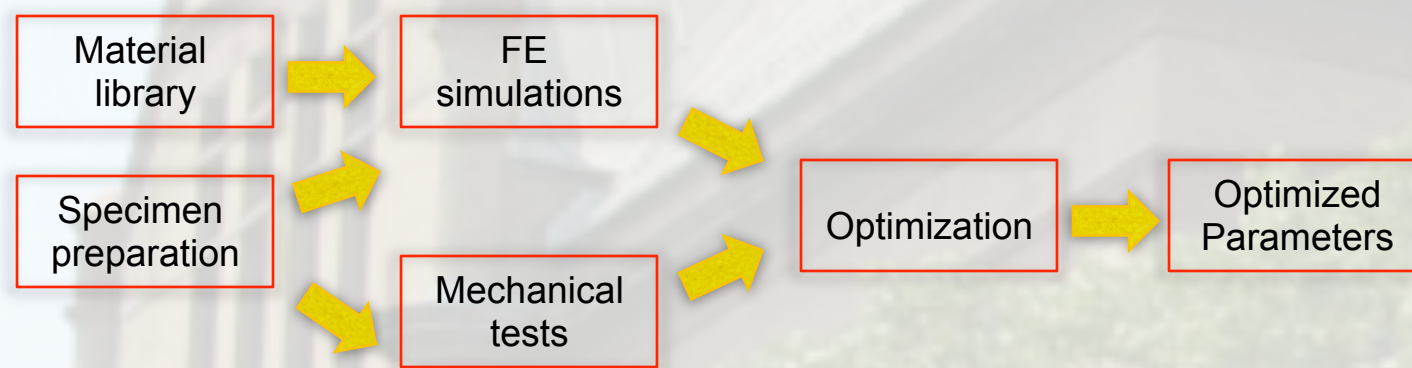 Material
library
FE
simulations
Specimen
preparation
Mechanical
tests
Optimization
Optimized
Parameters